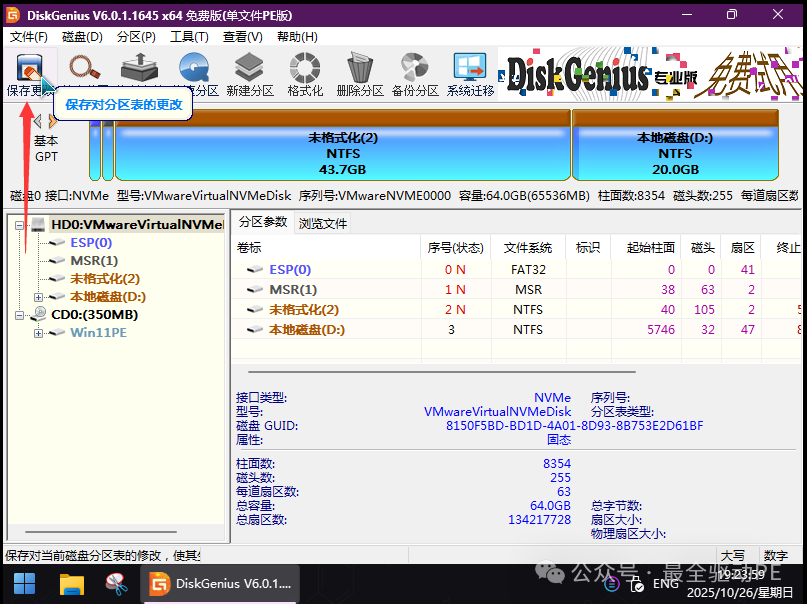 DiskGenius V6.0.1.1645 x64 免费版(单文件PE版)
文件(F) 磁盘(D) 分区(P) 工具(T) 查看(V) 帮助(H)
保存更 分区 新建分区 格式化 删除分区 备份分区 系统迁移
DiskGenius 专业版 免费试用
保存对分区表的更改
基本
GPT
未格式化(2)
NTFS
43.7GB
本地磁盘(D:)
NTFS
20.0GB
磁盘0 接口:NVMe 型号:VMwareVirtualNVMeDisk 序列号:VMwareNVME0000 容量:64.0GB(65536MB) 柱面数:8354 磁头数:255 每道扇区数
HD0:VMwareVirtualNVMe
ESP(0)
MSR(1)
未格式化(2)
本地磁盘(D:)
CD0:(350MB)
Win11PE
分区参数 浏览文件
卷标 序号(状态) 文件系统 标识 起始柱面 磁头 扇区 终止
ESP(0) 0 N FAT32 0 0 41
MSR(1) 1 N MSR 38 63 2
未格式化(2) 2 N NTFS 40 105 2 5
本地磁盘(D:) 3 NTFS 5746 32 47 8
接口类型: NVMe 序列号:
型号: VMwareVirtualNVMeDisk 分区表类型:
磁盘 GUID: 8150F5BD-BD1D-4A01-8D93-8B753E2D61BF
属性: 固态
柱面数: 8354
磁头数: 255
每道扇区数: 63
总容量: 64.0GB 总字节数:
总扇区数: 134217728 扇区大小:
物理扇区大小:
保存对当前磁盘分区表的修改，使其 大写 数字
DiskGenius V6.0.1....
公众号·最全驱动PE
ENG
19:23:59
2025/10/26/星期日